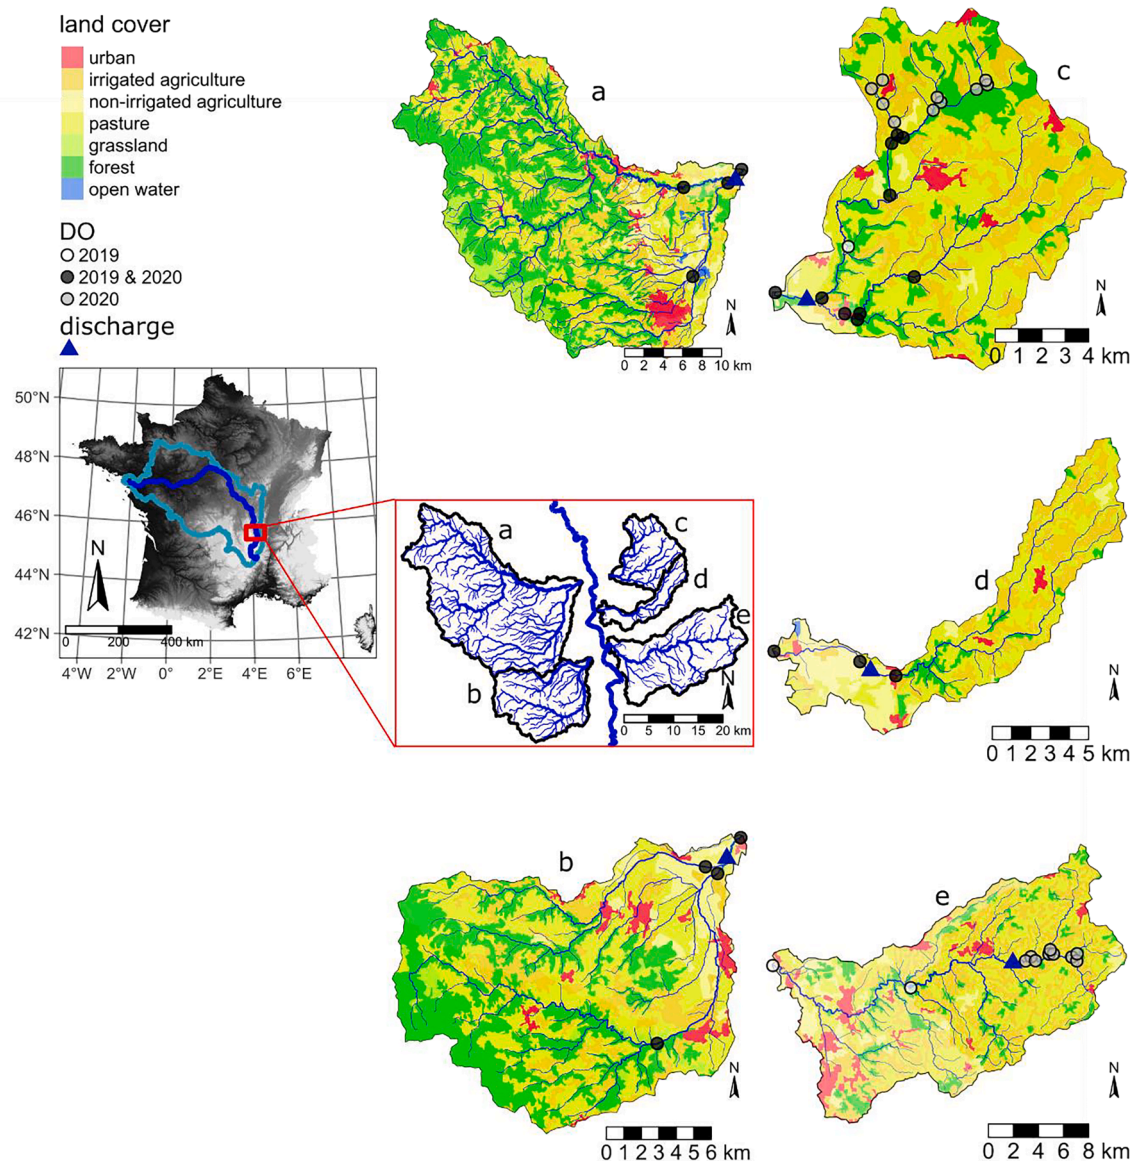 land cover
urban
irrigated agriculture
non-irrigated agriculture
pasture
grassland
forest
open water
DO
2019
2019 & 2020
2020
discharge
a
N
0 2 4 6 8 10 km
c
N
0 1 2 3 4 km
50°N
48°N
46°N
44°N
42°N
N
0 200 400 km
4°W 2°W 0° 2°E 4°E 6°E
a
b
c
d
e
N
0 5 10 15 20 km
d
N
0 1 2 3 4 5 km
b
N
0 1 2 3 4 5 6 km
e
N
0 2 4 6 8 km